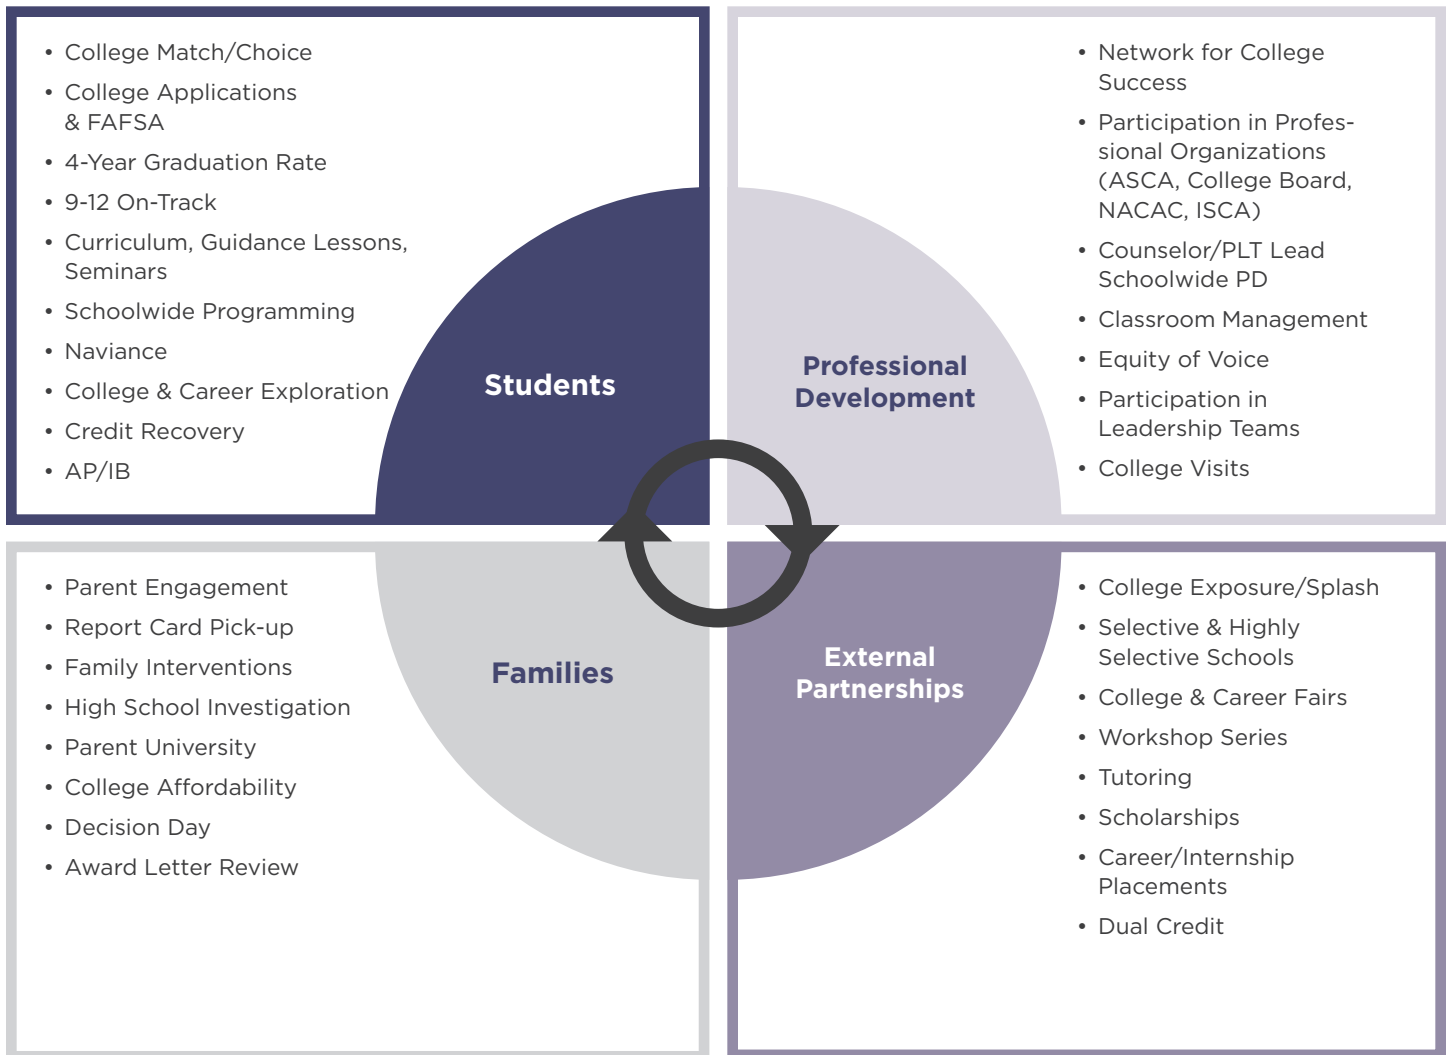 • College Match/Choice
• College Applications
& FAFSA
• 4-Year Graduation Rate
• 9-12 On-Track
• Curriculum, Guidance Lessons,
Seminars
• Schoolwide Programming
• Naviance
• College & Career Exploration
• Credit Recovery
• AP/IB
Students
Professional
Development
• Network for College
Success
• Participation in Profes-
sional Organizations
(ASCA, College Board,
NACAC, ISCA)
• Counselor/PLT Lead
Schoolwide PD
• Classroom Management
• Equity of Voice
• Participation in
Leadership Teams
• College Visits
• Parent Engagement
• Report Card Pick-up
• Family Interventions
• High School Investigation
• Parent University
• College Affordability
• Decision Day
• Award Letter Review
Families
External
Partnerships
• College Exposure/Splash
• Selective & Highly
Selective Schools
• College & Career Fairs
• Workshop Series
• Tutoring
• Scholarships
• Career/Internship
Placements
• Dual Credit